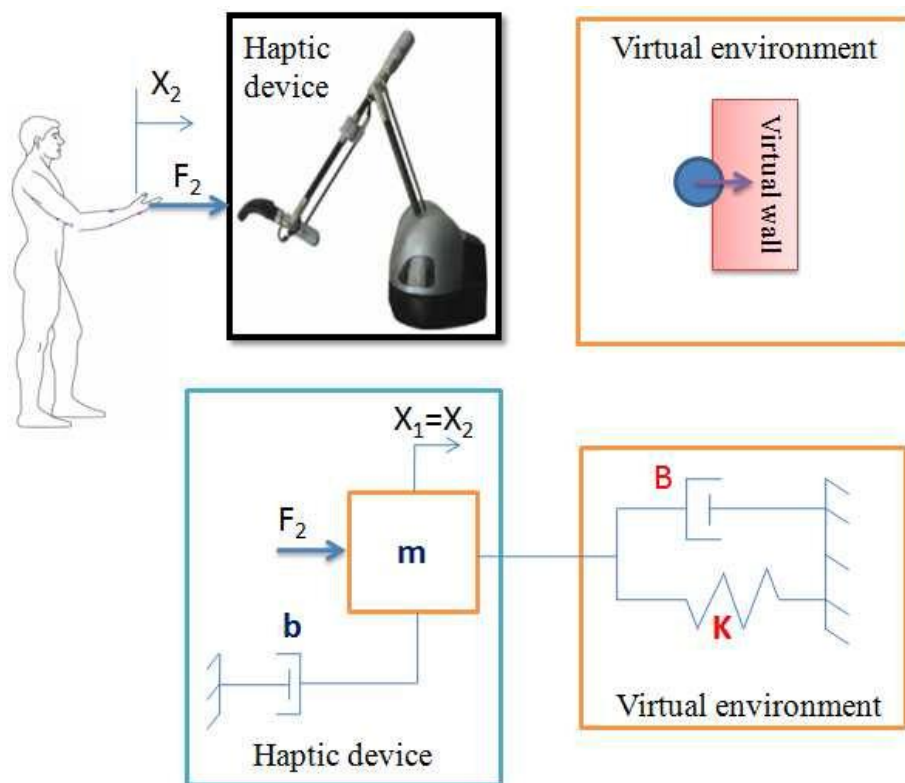 Haptic
device
Virtual environment
X₂
F₂
Virtual wall
X₁=X₂
F₂
m
b
B
K
Haptic device
Virtual environment